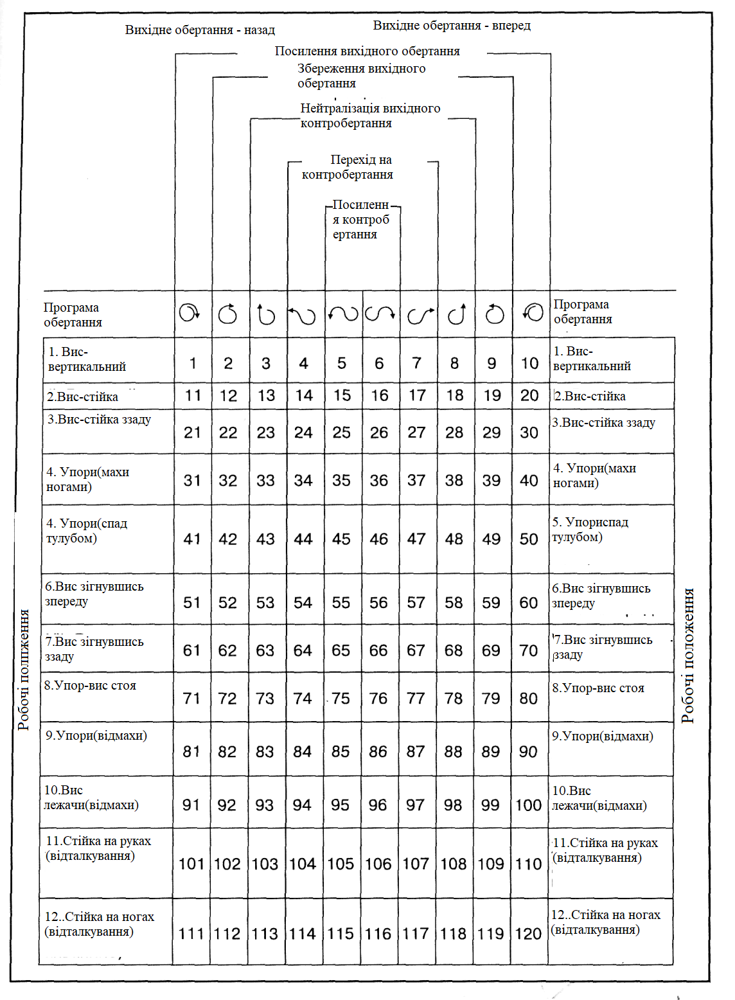 Вихідне обертання - назад
Вихідне обертання - вперед
Посилення вихідного обертання
Збереження вихідного
обертання
Нейтралізація вихідного
контробертання
Перехід на
контробертання
Посиленн
я контроб
ертання
Програма
обертання
Програма
обертання
1. Вис-
вертикальний
1 2 3 4 5 6 7 8 9 10
1. Вис-
вертикальний
2.Вис-стійка 11 12 13 14 15 16 17 18 19 20 2.Вис-стійка
3.Вис-стійка ззаду 21 22 23 24 25 26 27 28 29 30 3.Вис-стійка ззаду
4. Упори(махи
ногами)
31 32 33 34 35 36 37 38 39 40
4. Упори(махи
ногами)
4. Упори(спад
тулубом)
41 42 43 44 45 46 47 48 49 50
5. Упориспад
тулубом)
6.Вис зігнувшись
зпереду
51 52 53 54 55 56 57 58 59 60
6.Вис зігнувшись
зпереду
7.Вис зігнувшись
ззаду
61 62 63 64 65 66 67 68 69 70
7.Вис зігнувшись
ззаду
8.Упор-вис стоя 71 72 73 74 75 76 77 78 79 80 8.Упор-вис стоя
9.Упори(відмахи) 81 82 83 84 85 86 87 88 89 90 9.Упори(відмахи)
10.Вис
лежачи(відмахи)
91 92 93 94 95 96 97 98 99 100
10.Вис
лежачи(відмахи)
11.Стійка на руках
(відталкування)
101 102 103 104 105 106 107 108 109 110
11.Стійка на руках
(відталкування)
12..Стійка на ногах
(відталкування)
111 112 113 114 115 116 117 118 119 120
12..Стійка на ногах
(відталкування)
Робочі поліження
Робочі положення